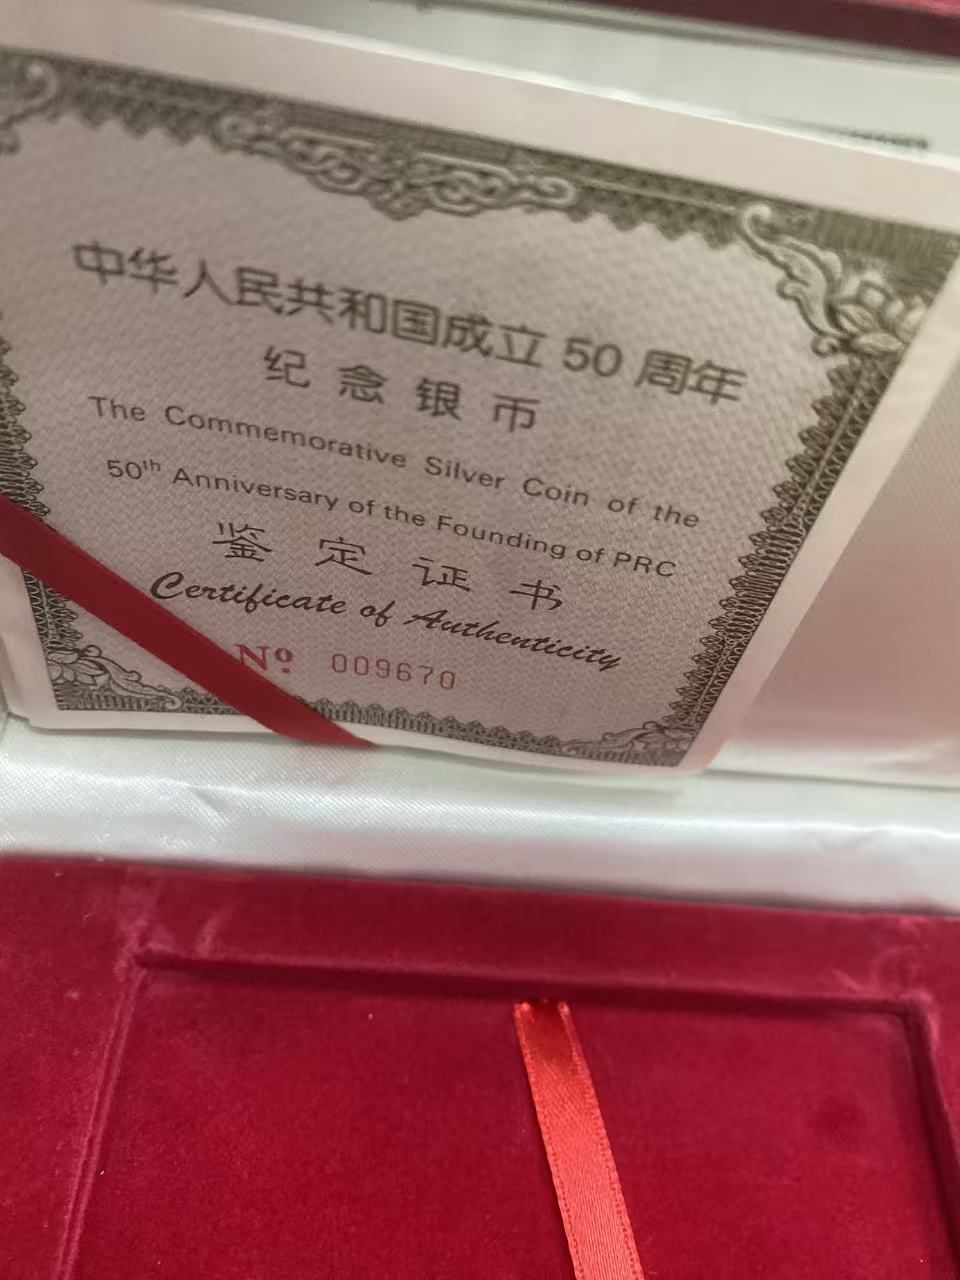 中华人民共和国成立 50 周年
纪念银币
The Commemorative Silver Coin of the
50th Anniversary of the Founding of PRC
鉴定证书
Certificate of Authenticity
Nº 009670